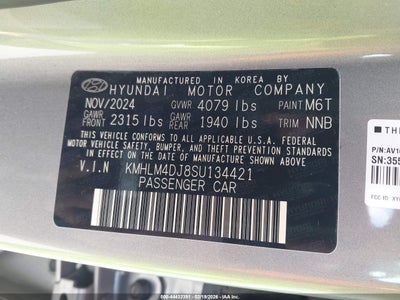 MANUFACTURED IN KOREA BY
HYUNDAI MOTOR COMPANY
NOV/2024 GVWR 4079 lbs PAINT M6T
GAWR FRONT 2315 lbs GAWR REAR 1940 lbs TRIM NNB
THIS VEHICLE CONFORMS TO ALL APPLICABLE U.S.A FEDERAL
MOTOR VEHICLE SAFETY, BUMPER, AND THEFT PREVENTION
STANDARDS IN EFFECT ON THE DATE OF MANUFACTURE
SHOWN ABOVE.
V.I.N KMHLM4DJ8SU134421
PASSENGER CAR